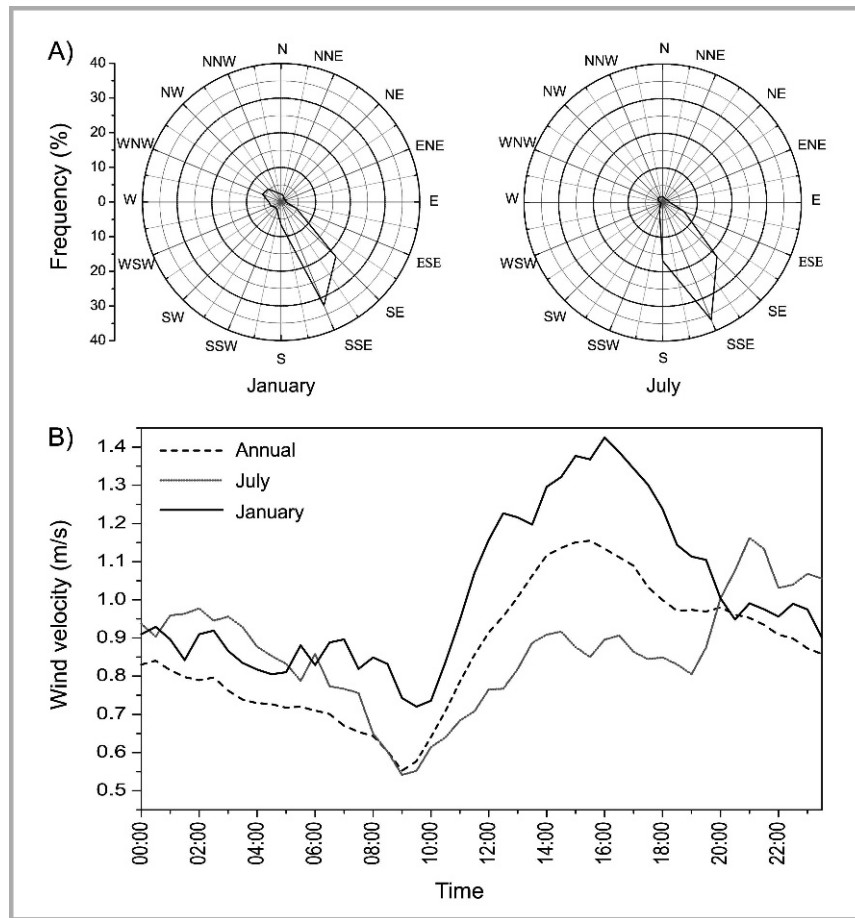 A)
Frequency (%)
40
30
20
10
0
10
20
30
40
N
NNE
NE
ENE
E
ESE
SE
SSE
S
SSW
SW
WSW
W
WNW
NW
NNW
January
N
NNE
NE
ENE
E
ESE
SE
SSE
S
SSW
SW
WSW
W
WNW
NW
NNW
July
B)
Wind velocity (m/s)
1.4
1.3
1.2
1.1
1.0
0.9
0.8
0.7
0.6
0.5
Annual
July
January
00:00
02:00
04:00
06:00
08:00
10:00
12:00
14:00
16:00
18:00
20:00
22:00
Time